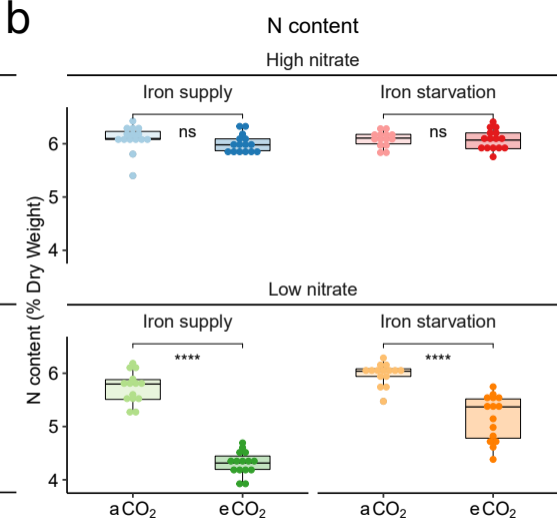 b
N content
High nitrate
Iron supply Iron starvation
ns ns
6
5
4
N content (% Dry Weight)
Low nitrate
Iron supply Iron starvation
**** ****
6
5
4
aCO₂ eCO₂ aCO₂ eCO₂